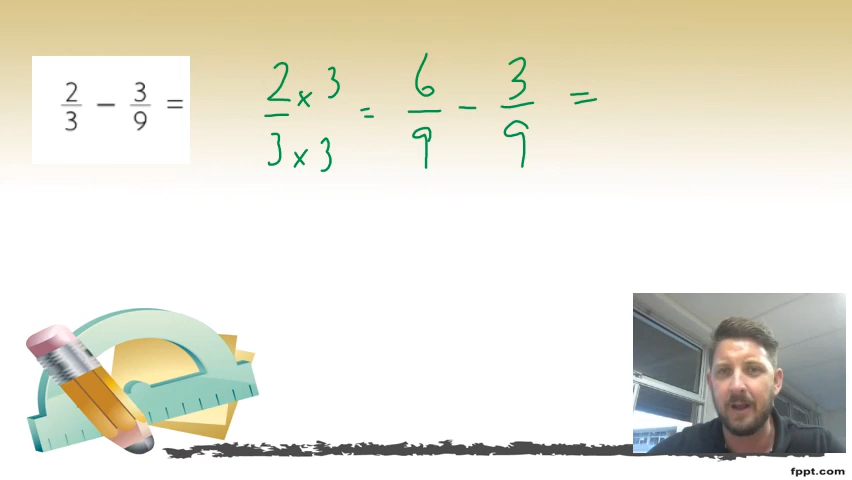 2/3 − 3/9 =
2 × 3 / 3 × 3 = 6/9 − 3/9 =
fppt.com